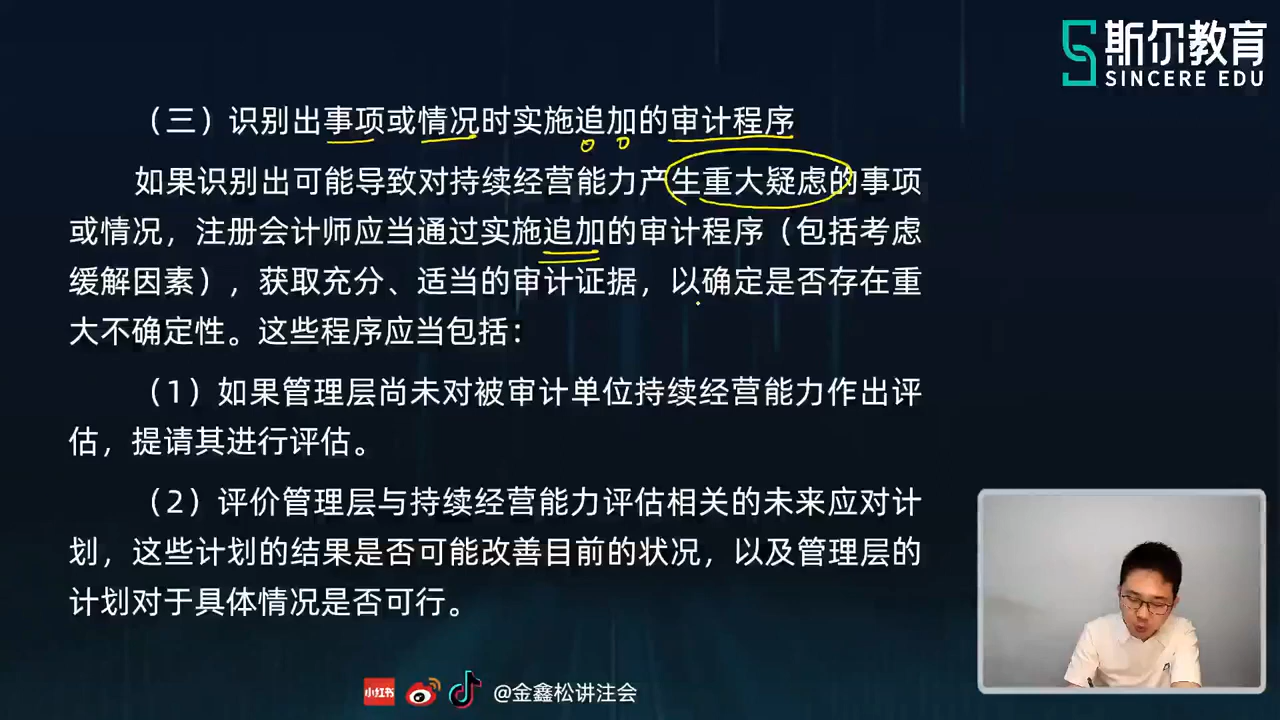 斯尔教育
SINCERE EDU
（三）识别出事项或情况时实施追加的审计程序
如果识别出可能导致对持续经营能力产生重大疑虑的事项
或情况，注册会计师应当通过实施追加的审计程序（包括考虑
缓解因素），获取充分、适当的审计证据，以确定是否存在重
大不确定性。这些程序应当包括：
（1）如果管理层尚未对被审计单位持续经营能力作出评
估，提请其进行评估。
（2）评价管理层与持续经营能力评估相关的未来应对计
划，这些计划的结果是否可能改善目前的状况，以及管理层的
计划对于具体情况是否可行。
小红书
@金鑫松讲注会